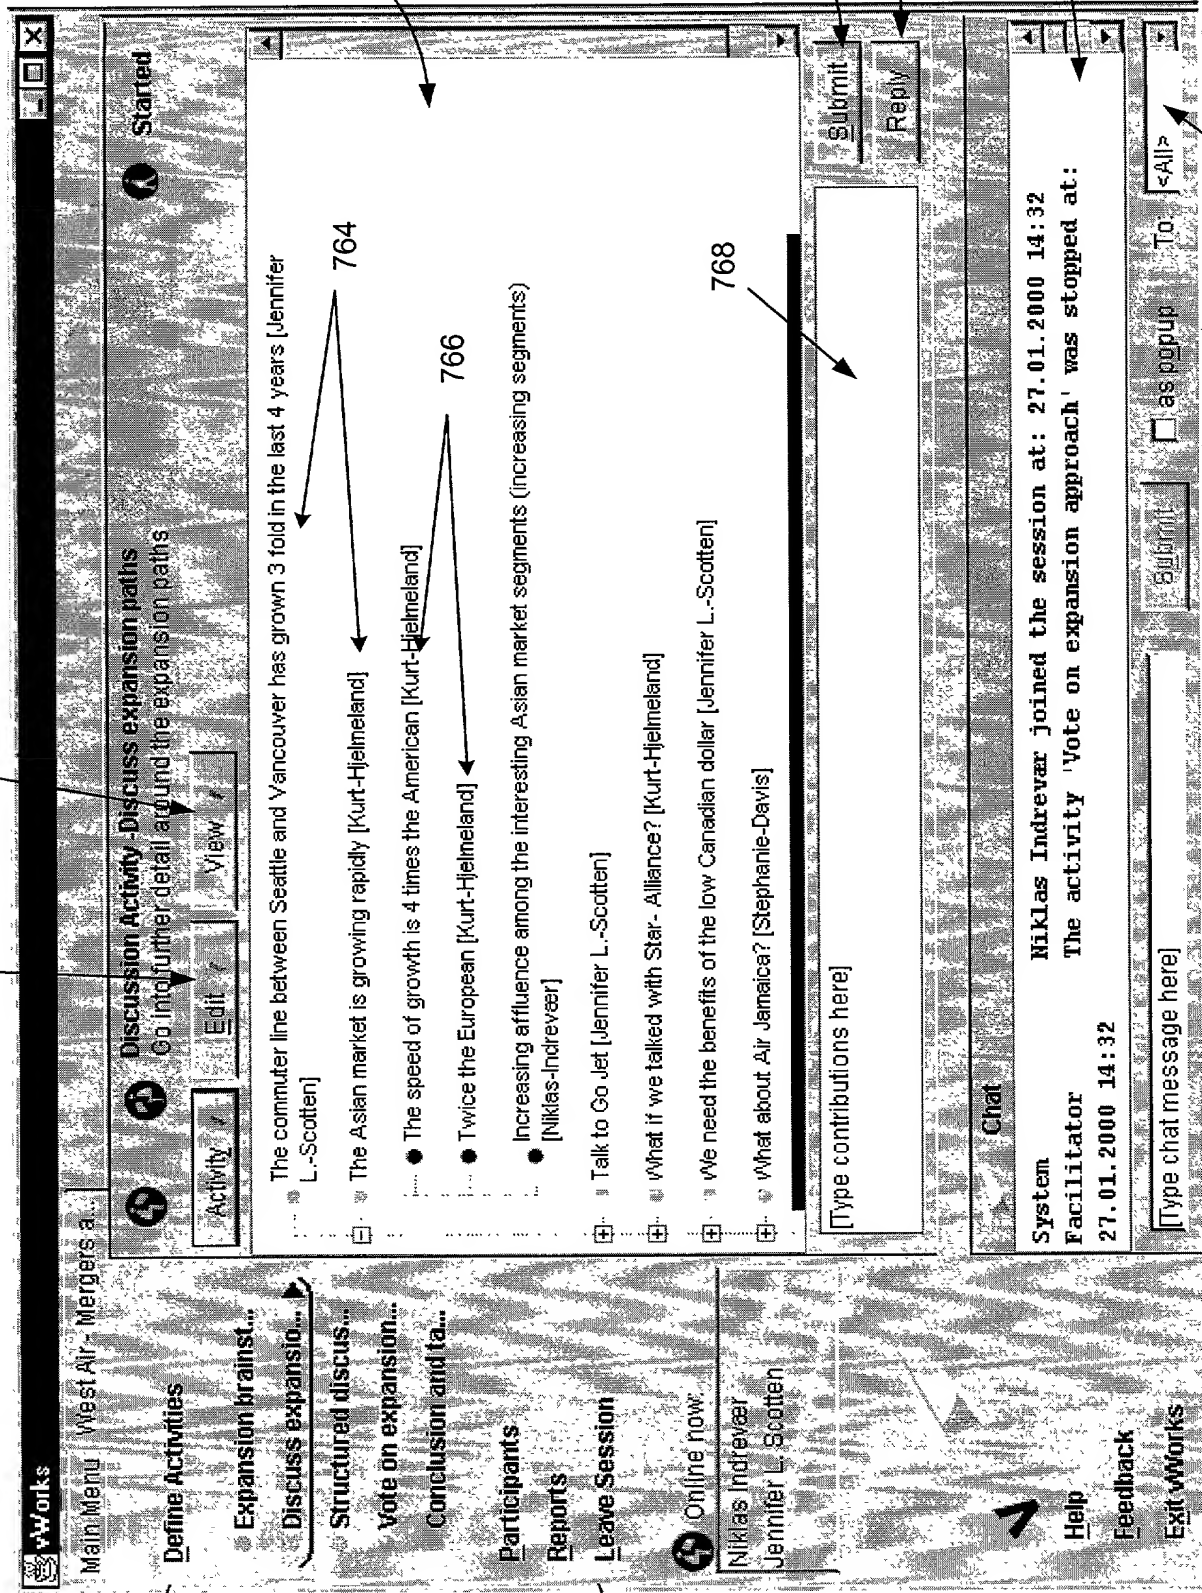 vWorks
Main Menu West Air - Mergers a...
Define Activities
Expansion brainst...
Discuss expansio...
Structured discus...
Vote on expansion...
Conclusion and ta...
Participants
Reports
Leave Session
Online now:
Niklas Indrevær
Jennifer L. Scotten
Help
Feedback
Exit vWorks
Discussion Activity -Discuss expansion paths
Go into further detail around the expansion paths
Started
Activity /
Edit /
View /
The commuter line between Seattle and Vancouver has grown 3 fold in the last 4 years [Jennifer
L.-Scotten]
764
The Asian market is growing rapidly [Kurt-Hjelmeland]
The speed of growth is 4 times the American [Kurt-Hjelmeland]
766
Twice the European [Kurt-Hjelmeland]
Increasing affluence among the interesting Asian market segments (increasing segments)
[Niklas-Indrevær]
Talk to Go Jet [Jennifer L.-Scotten]
What if we talked with Star- Alliance? [Kurt-Hjelmeland]
We need the benefits of the low Canadian dollar [Jennifer L.-Scotten]
What about Air Jamaica? [Stephanie-Davis]
768
[Type contributions here]
Submit
Reply
Chat
System Niklas Indrevær joined the session at: 27.01.2000 14:32
Facilitator The activity 'Vote on expansion approach' was stopped at:
27.01.2000 14:32
[Type chat message here]
Submit
as popup
To:
<All>